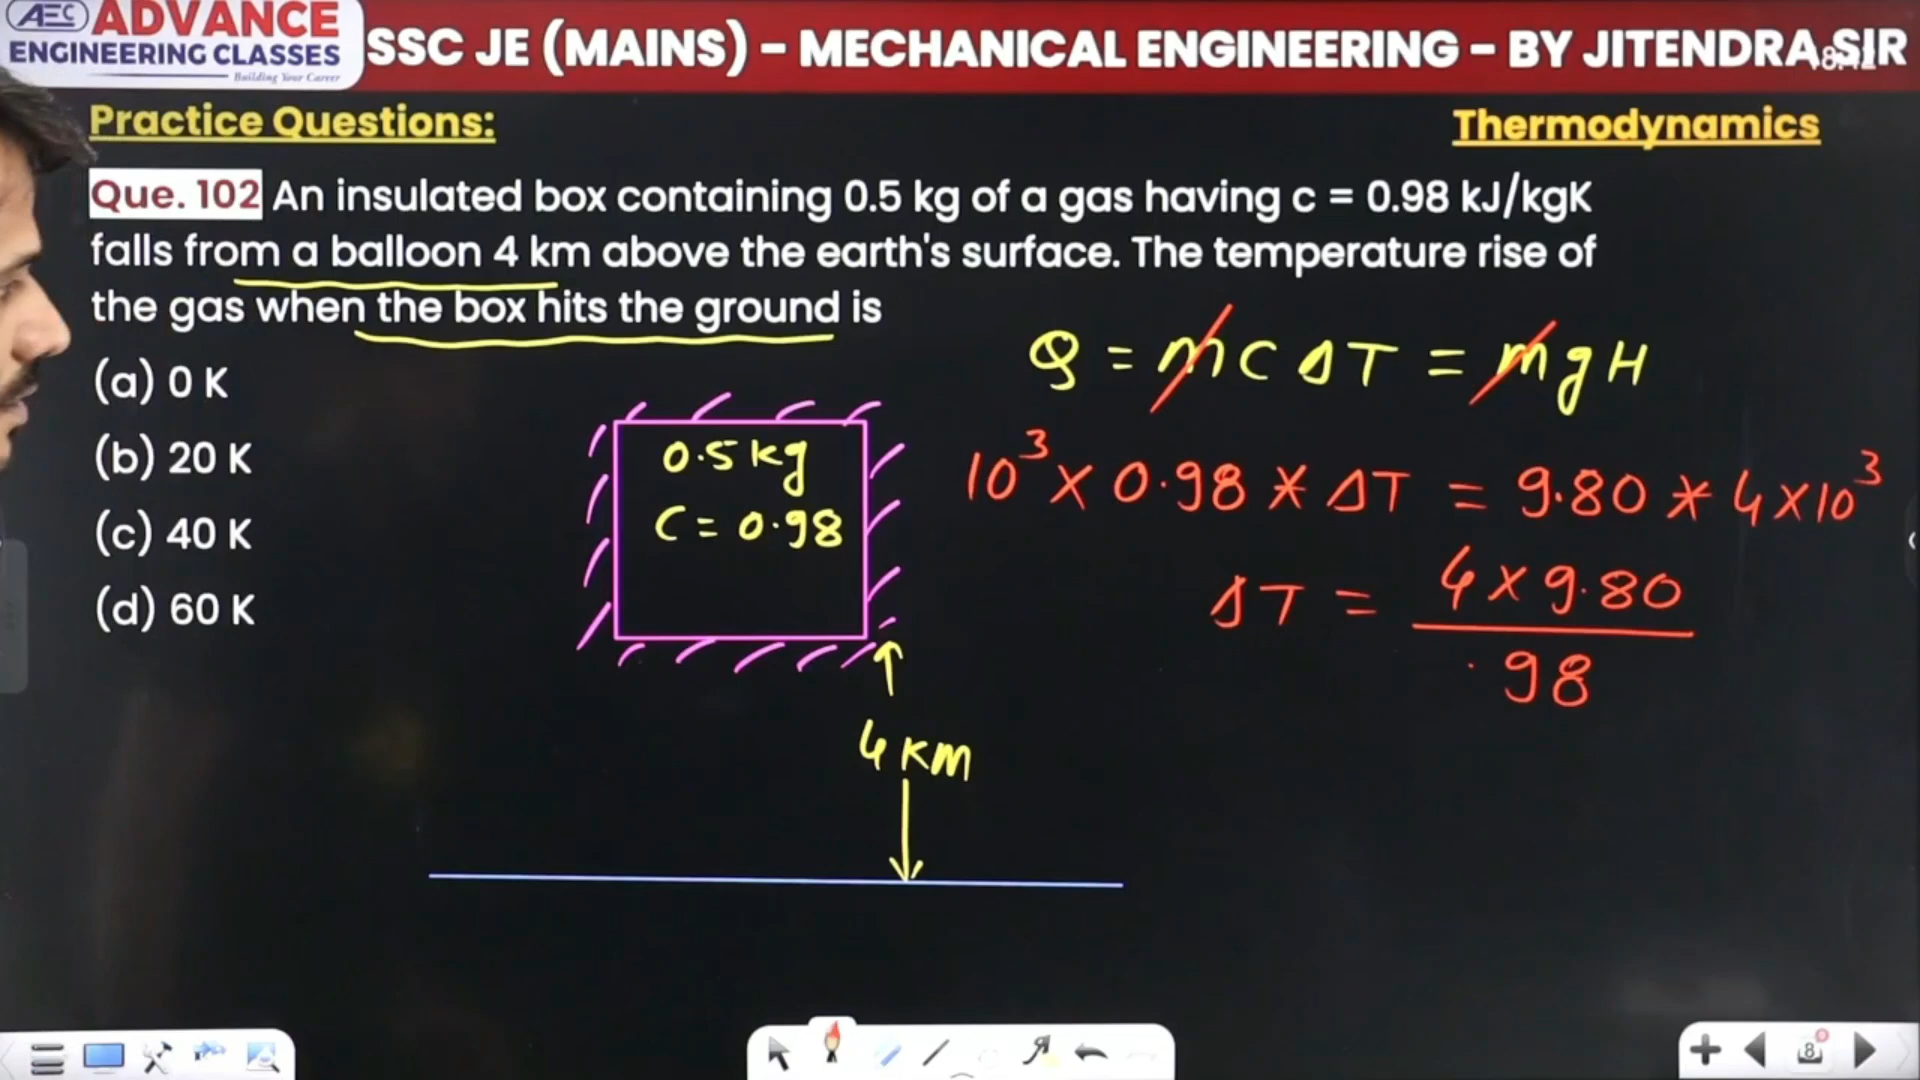 AEC ADVANCE
ENGINEERING CLASSES
Building Your Career
SSC JE (MAINS) – MECHANICAL ENGINEERING – BY JITENDRA SIR
Practice Questions:
Thermodynamics
Que. 102 An insulated box containing 0.5 kg of a gas having c = 0.98 kJ/kgK
falls from a balloon 4 km above the earth's surface. The temperature rise of
the gas when the box hits the ground is
(a) 0 K
(b) 20 K
(c) 40 K
(d) 60 K
0.5 kg
C = 0.98
4 KM
Q = mCΔT = mgH
10³ × 0.98 * ΔT = 9.80 * 4 × 10³
ΔT = 4 × 9.80
.98
8